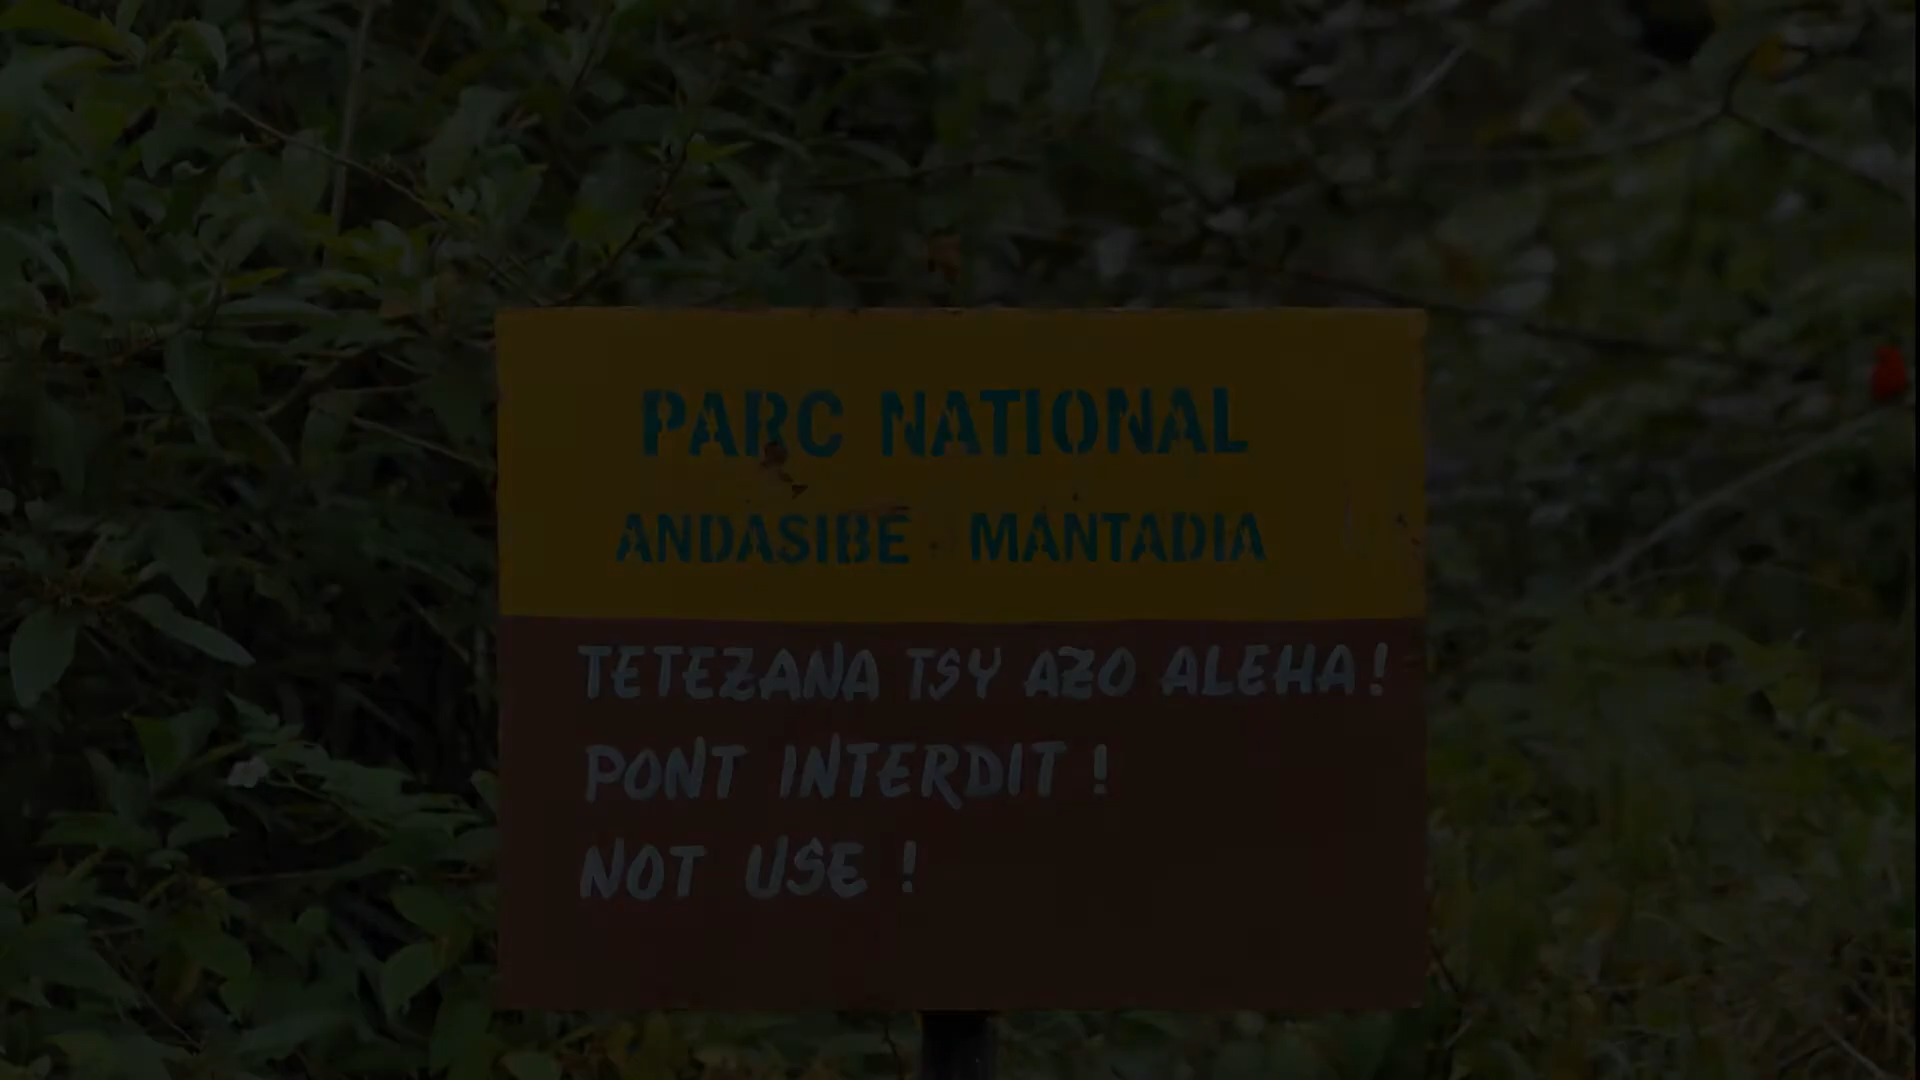 PARC NATIONAL
ANDASIBE MANTADIA
TETEZANA TSY AZO ALEHA!
PONT INTERDIT !
NOT USE !